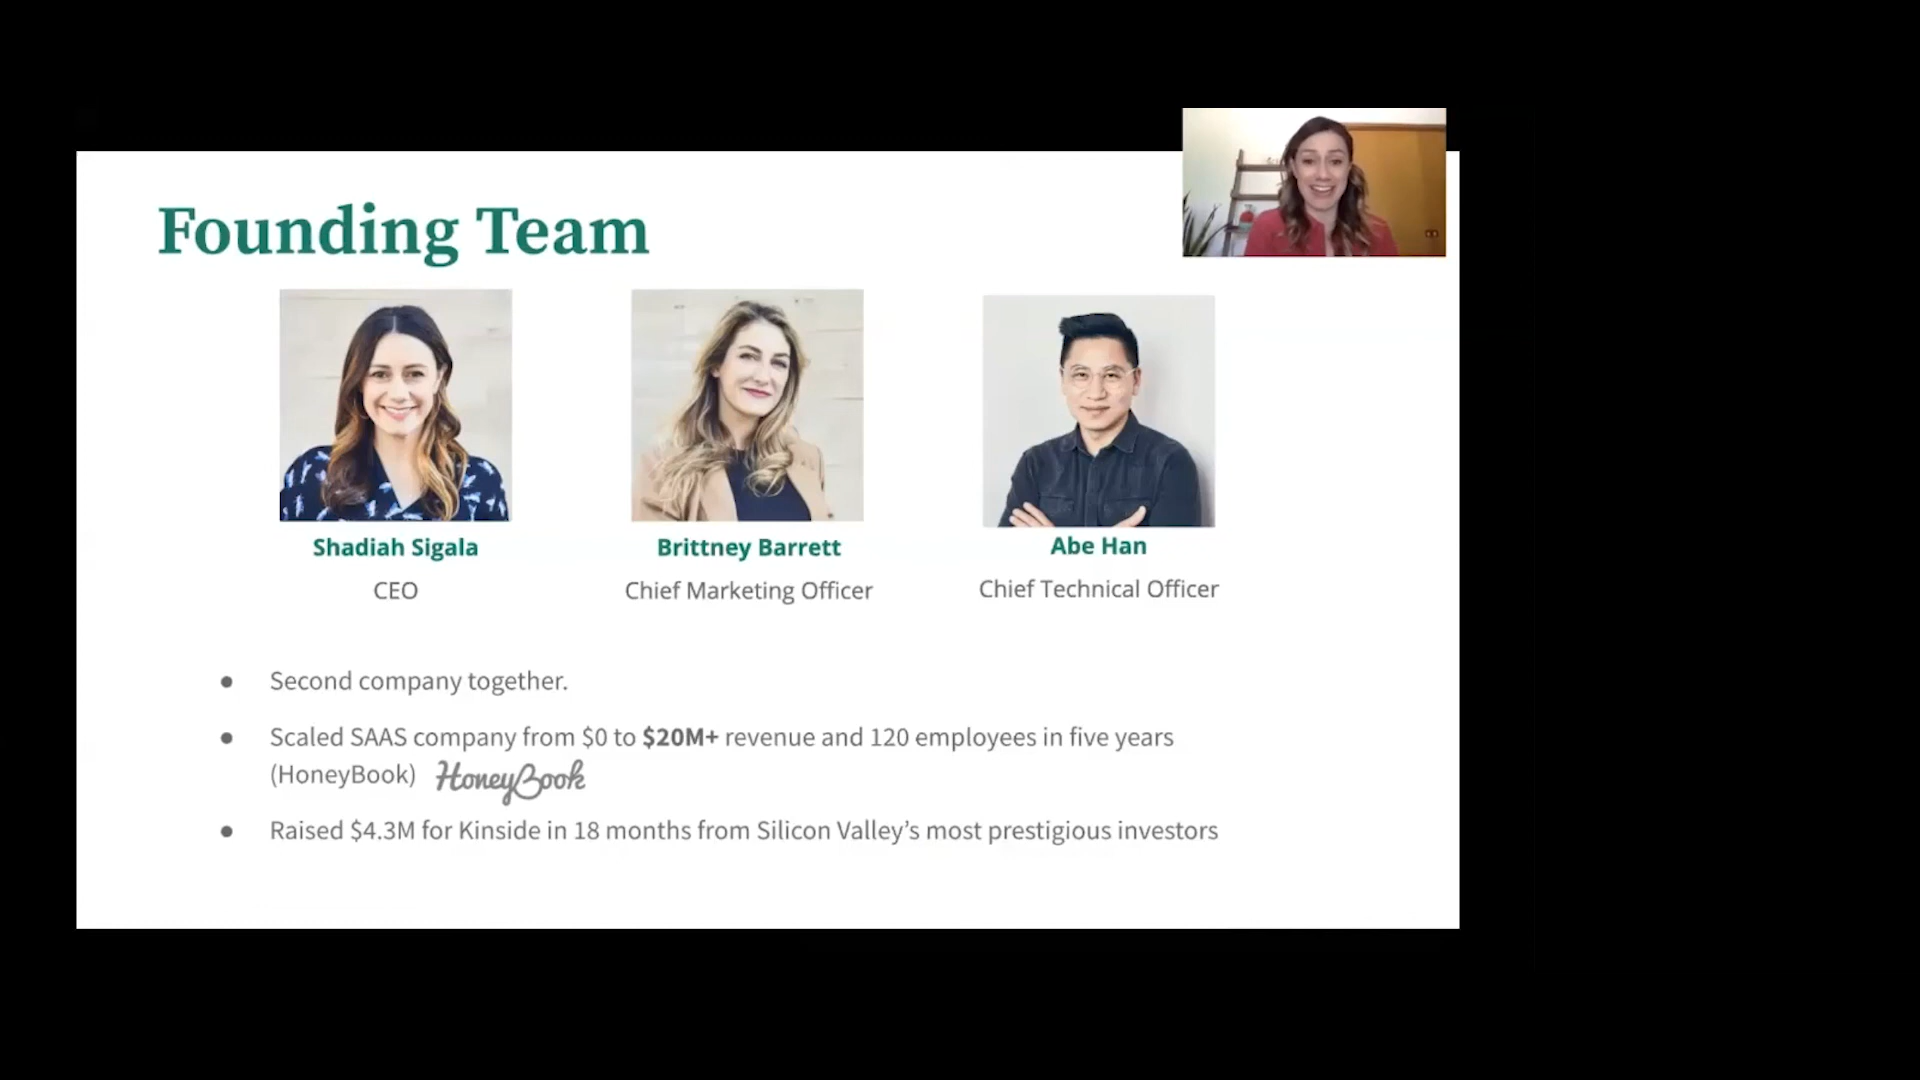 Founding Team
Shadiah Sigala
CEO
Brittney Barrett
Chief Marketing Officer
Abe Han
Chief Technical Officer
● Second company together.
● Scaled SAAS company from $0 to $20M+ revenue and 120 employees in five years
(HoneyBook) HoneyBook
● Raised $4.3M for Kinside in 18 months from Silicon Valley’s most prestigious investors